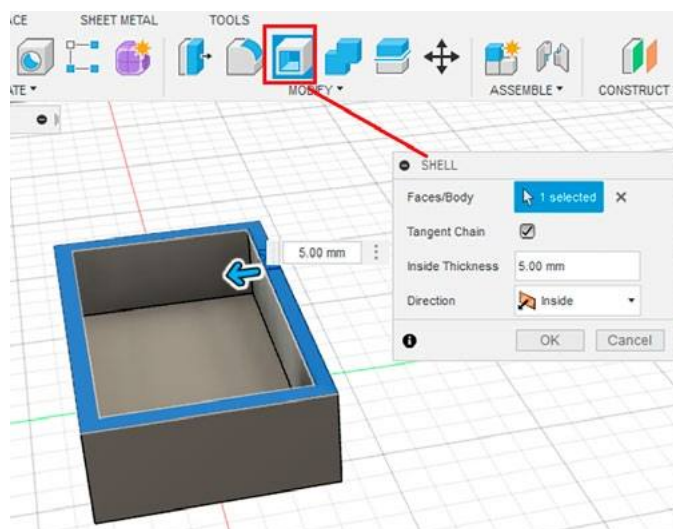 ACE SHEET METAL TOOLS
ATE MODIFY ASSEMBLE CONSTRUCT
SHELL
Faces/Body 1 selected
Tangent Chain
5.00 mm
Inside Thickness 5.00 mm
Direction Inside
OK Cancel